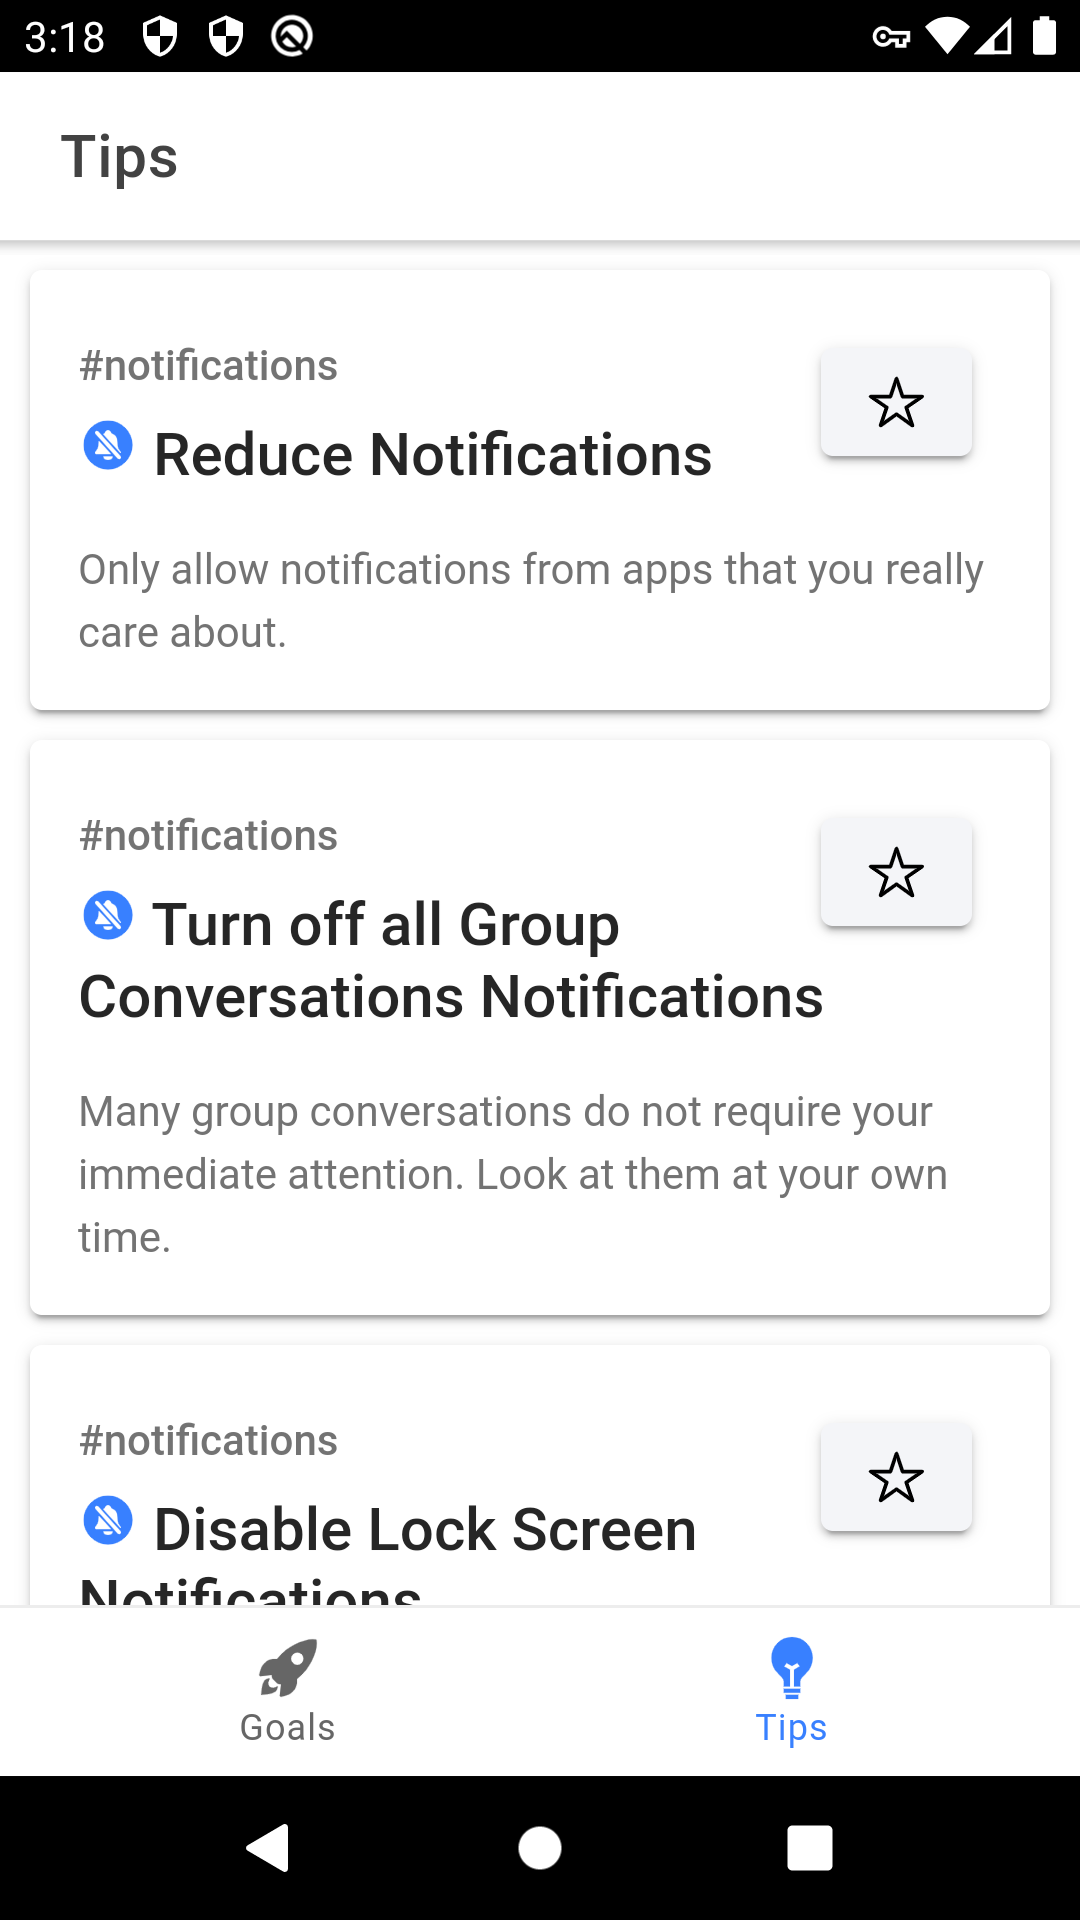 3:18
Tips
#notifications
Reduce Notifications
Only allow notifications from apps that you really
care about.
#notifications
Turn off all Group
Conversations Notifications
Many group conversations do not require your
immediate attention. Look at them at your own
time.
#notifications
Disable Lock Screen
Notifications
Goals
Tips